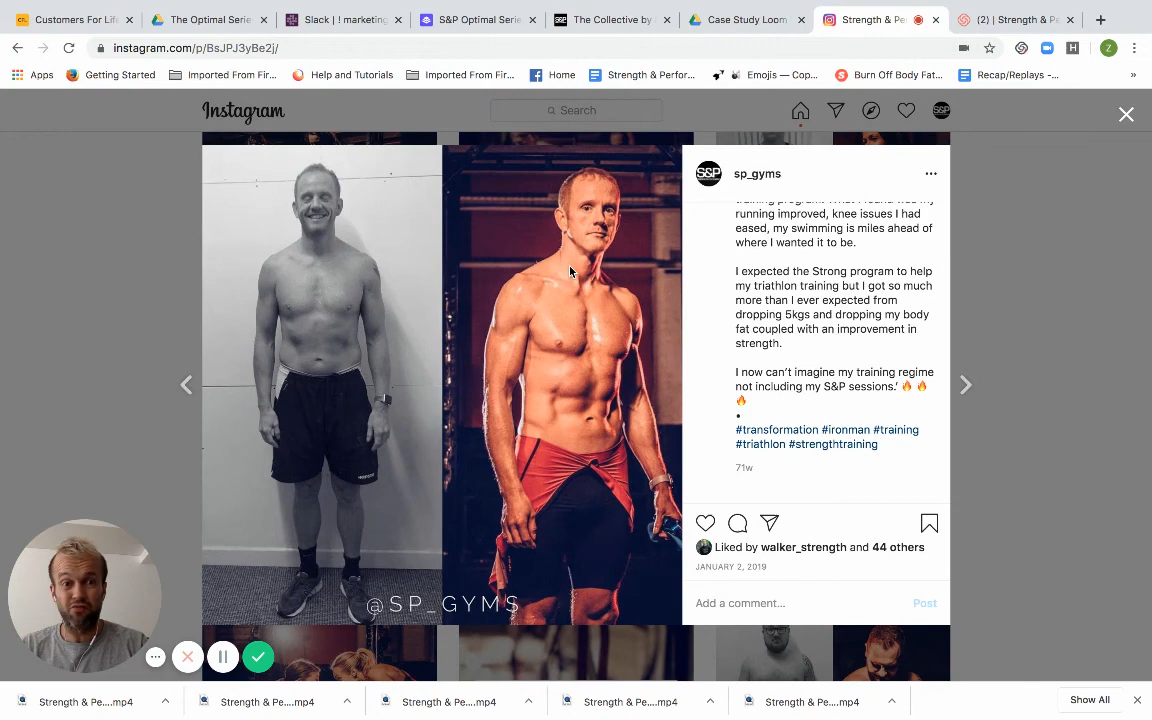 Customers For Life
The Optimal Serie
Slack | ! marketing
S&P Optimal Serie
The Collective by
Case Study Loom
Strength & Pe
(2) | Strength & Pe
instagram.com/p/BsJPJ3yBe2j/
Z
Apps
Getting Started
Imported From Fir...
Help and Tutorials
Imported From Fir...
Home
Strength & Perfor...
Emojis — Cop...
Burn Off Body Fat...
Recap/Replays -...
Instagram
Search
S&P
sp_gyms
running improved, knee issues I had
eased, my swimming is miles ahead of
where I wanted it to be.
I expected the Strong program to help
my triathlon training but I got so much
more than I ever expected from
dropping 5kgs and dropping my body
fat coupled with an improvement in
strength.
I now can't imagine my training regime
not including my S&P sessions.' 🔥 🔥
🔥
•
#transformation #ironman #training
#triathlon #strengthtraining
71w
Liked by walker_strength and 44 others
JANUARY 2, 2019
Add a comment...
Post
@SP_GYMS
Strength & Pe....mp4
Strength & Pe....mp4
Strength & Pe....mp4
Strength & Pe....mp4
Strength & Pe....mp4
Show All